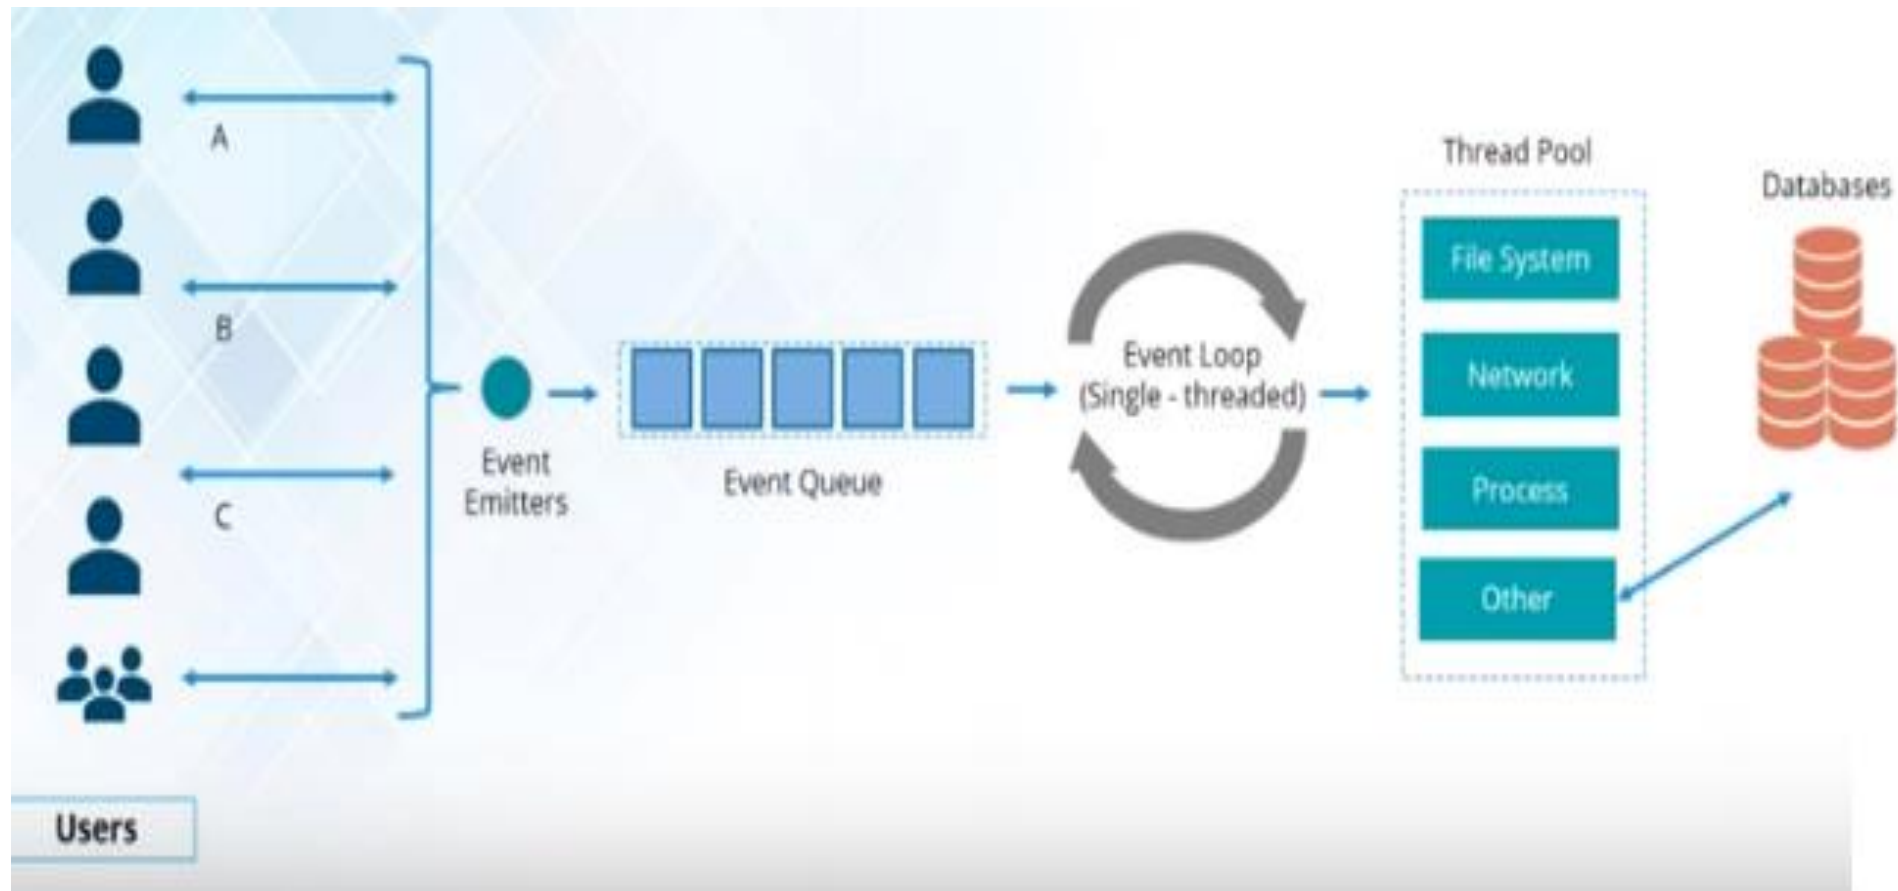 A
B
C
Users
Event
Emitters
Event Queue
Event Loop
(Single - threaded)
Thread Pool
File System
Network
Process
Other
Databases